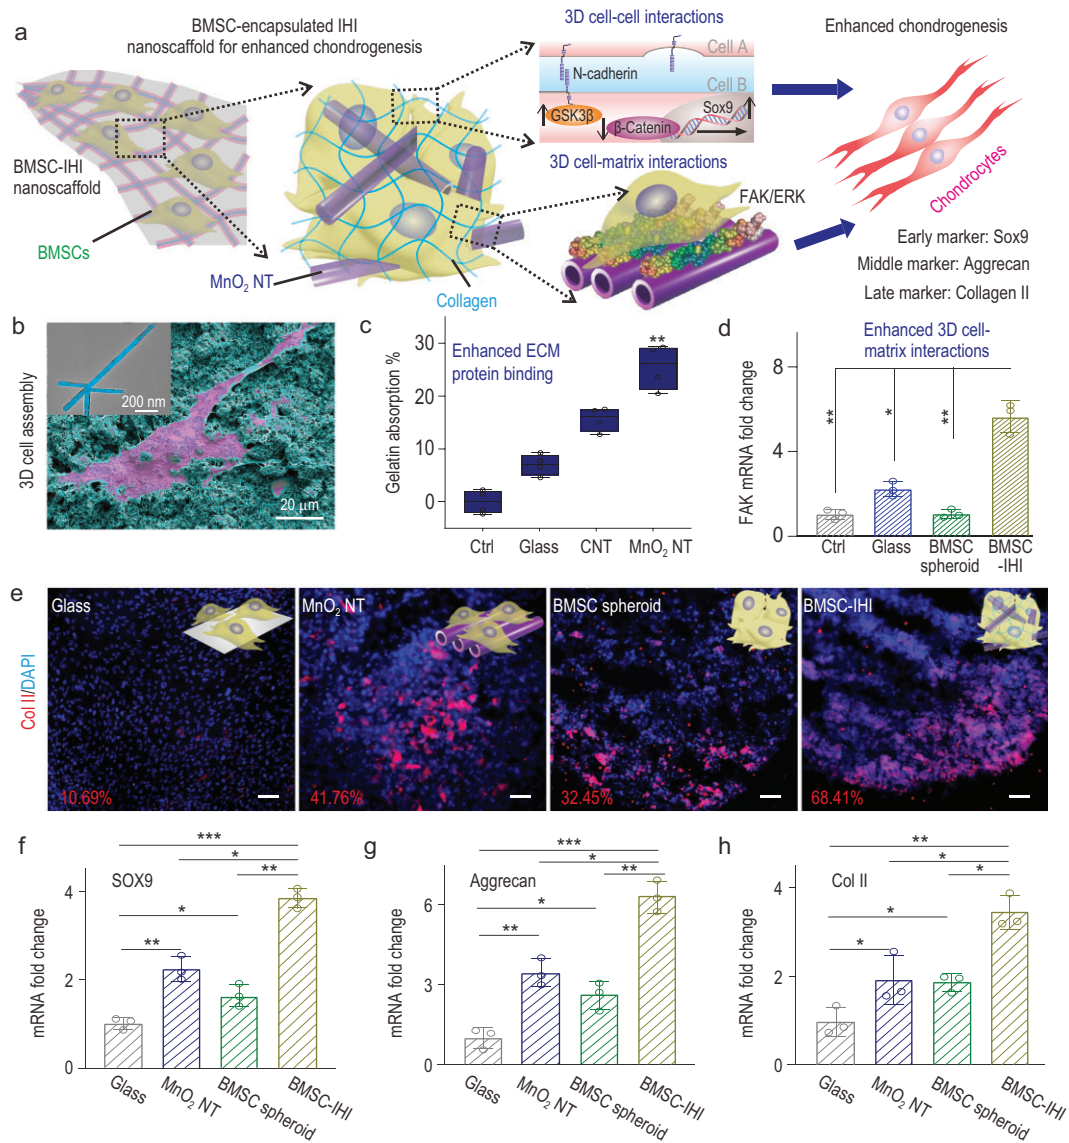 a
BMSC-encapsulated IHI
nanoscaffold for enhanced chondrogenesis
BMSC-IHI
nanoscaffold
BMSCs
MnO₂ NT
Collagen
3D cell-cell interactions
Cell A
N-cadherin
Cell B
GSK3β
β-Catenin
Sox9
3D cell-matrix interactions
FAK/ERK
Enhanced chondrogenesis
Chondrocytes
Early marker: Sox9
Middle marker: Aggrecan
Late marker: Collagen II
b
3D cell assembly
200 nm
20 μm
c
Gelatin absorption %
30
20
10
0
Enhanced ECM
protein binding
**
Ctrl
Glass
CNT
MnO₂ NT
d
FAK mRNA fold change
8
4
0
Enhanced 3D cell-
matrix interactions
**
*
**
Ctrl
Glass
BMSC
spheroid
BMSC
-IHI
e
Col II/DAPI
Glass
10.69%
MnO₂ NT
41.76%
BMSC spheroid
32.45%
BMSC-IHI
68.41%
f
mRNA fold change
4
2
0
SOX9
***
*
**
*
**
Glass
MnO₂ NT
BMSC spheroid
BMSC-IHI
g
mRNA fold change
6
3
0
Aggrecan
***
*
**
*
**
Glass
MnO₂ NT
BMSC spheroid
BMSC-IHI
h
mRNA fold change
4
2
0
Col II
**
*
*
*
*
Glass
MnO₂ NT
BMSC spheroid
BMSC-IHI